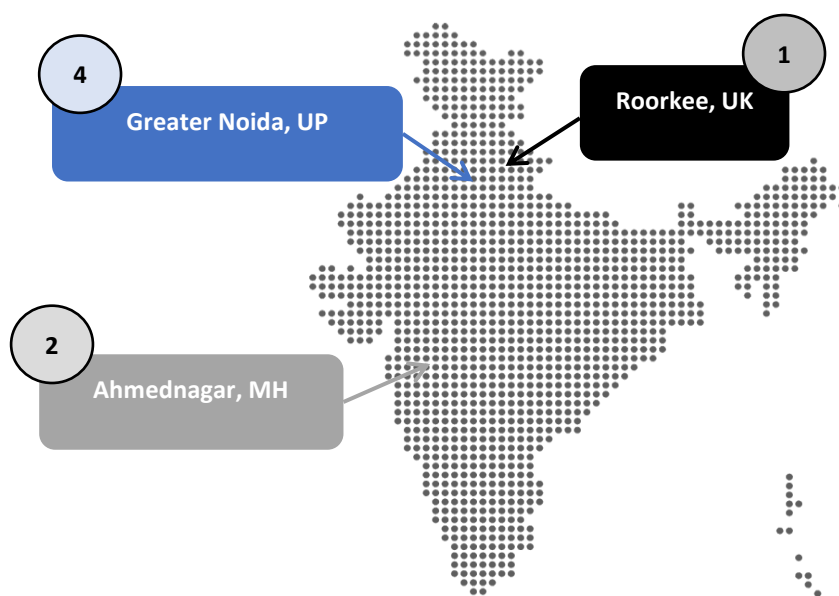 4
Greater Noida, UP
1
Roorkee, UK
2
Ahmednagar, MH